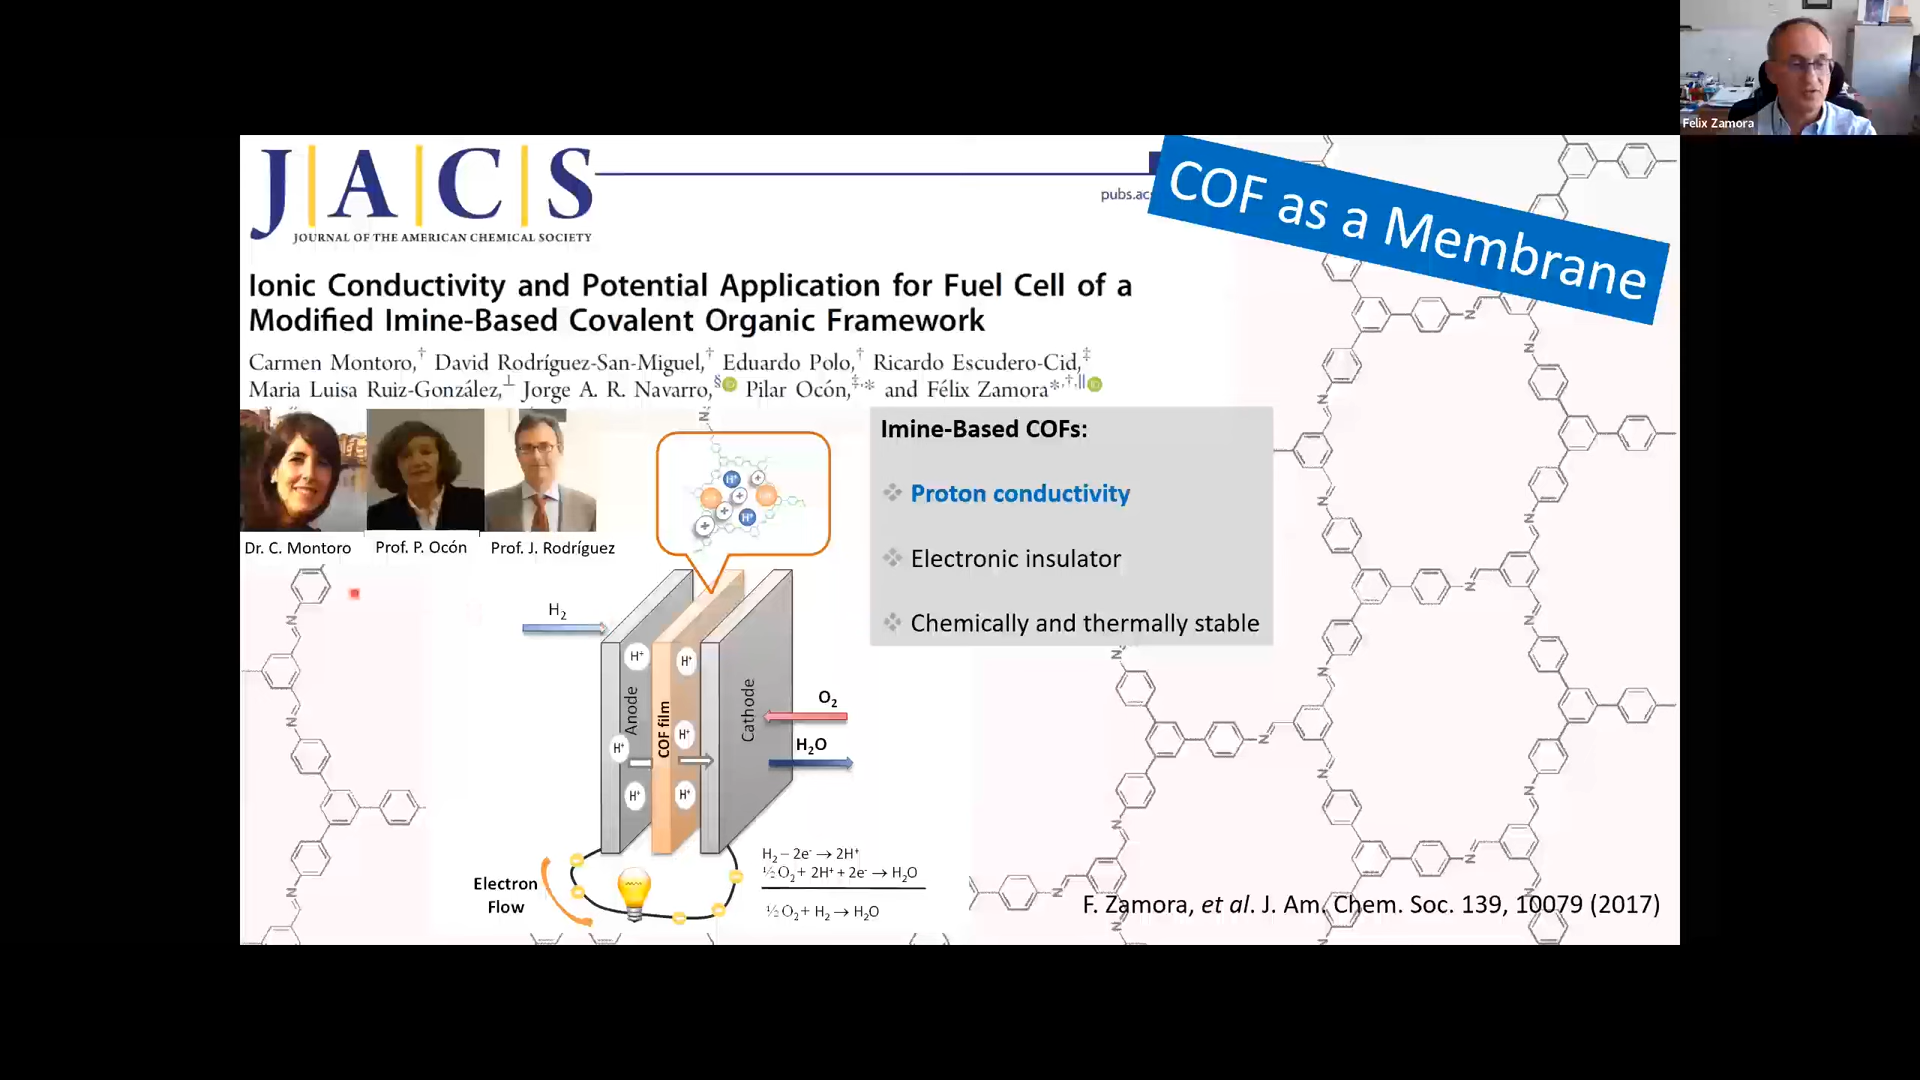 Felix Zamora
J|A|C|S
JOURNAL OF THE AMERICAN CHEMICAL SOCIETY
pubs.ac
COF as a Membrane
Ionic Conductivity and Potential Application for Fuel Cell of a
Modified Imine-Based Covalent Organic Framework
Carmen Montoro,† David Rodríguez-San-Miguel,† Eduardo Polo,† Ricardo Escudero-Cid,‡
Maria Luisa Ruiz-González,⊥ Jorge A. R. Navarro,§ Pilar Ocón,‡,* and Félix Zamora*,†,||
Dr. C. Montoro
Prof. P. Ocón
Prof. J. Rodríguez
Imine-Based COFs:
❖ Proton conductivity
❖ Electronic insulator
❖ Chemically and thermally stable
H⁺
H⁺
H₂
H⁺
H⁺
H⁺
H⁺
H⁺
H⁺
Anode
COF film
Cathode
O₂
H₂O
Electron
Flow
H₂ – 2e⁻ → 2H⁺
½ O₂ + 2H⁺ + 2e⁻ → H₂O
½ O₂ + H₂ → H₂O
F. Zamora, et al. J. Am. Chem. Soc. 139, 10079 (2017)